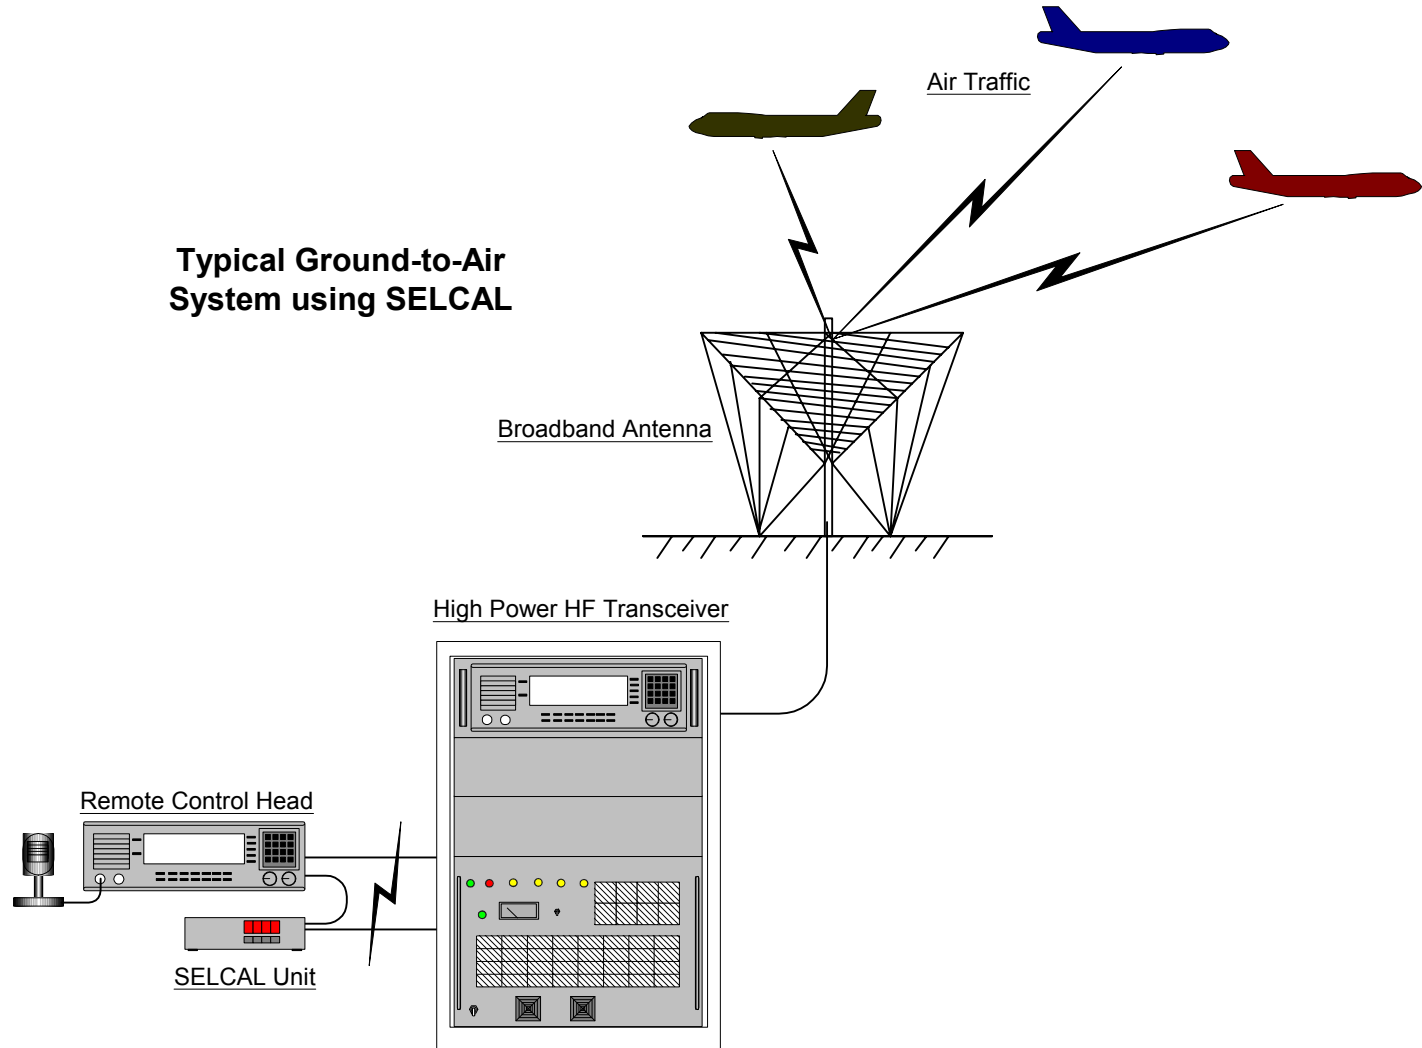 Air Traffic
Typical Ground-to-Air
System using SELCAL
Broadband Antenna
High Power HF Transceiver
Remote Control Head
SELCAL Unit